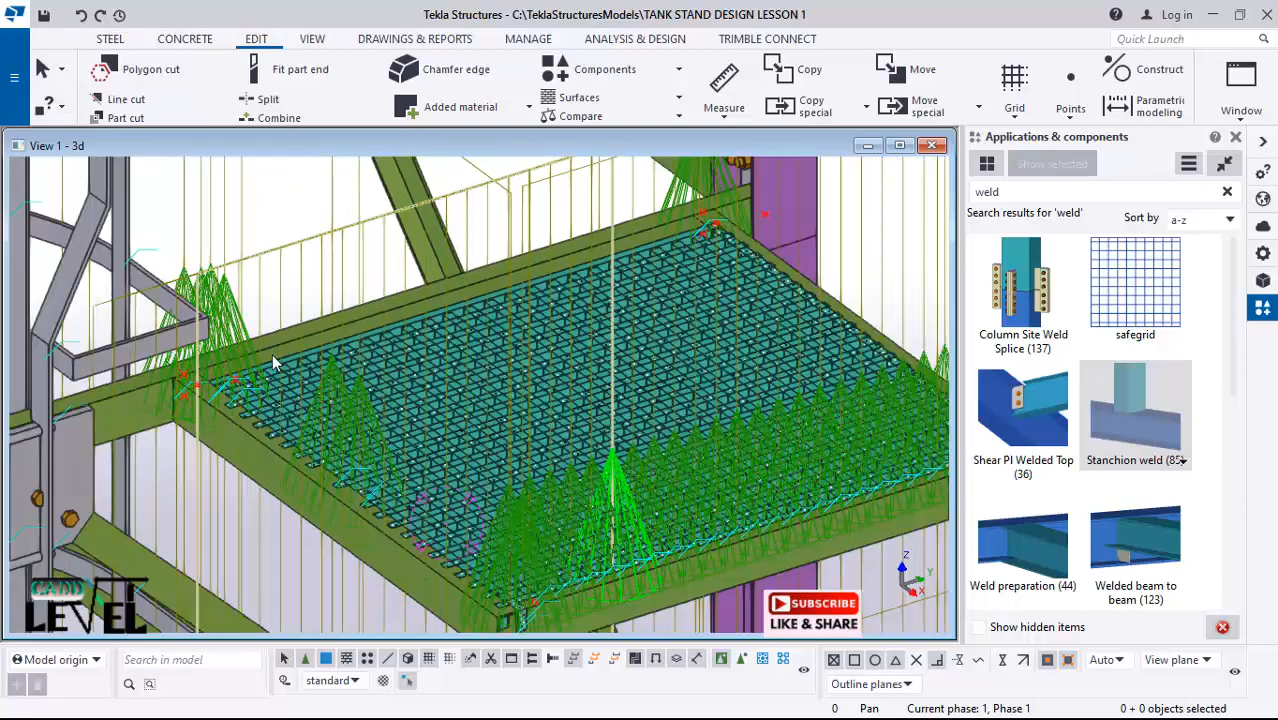 Tekla Structures - C:\TeklaStructuresModels\TANK STAND DESIGN LESSON 1
Log in
STEEL
CONCRETE
EDIT
VIEW
DRAWINGS & REPORTS
MANAGE
ANALYSIS & DESIGN
TRIMBLE CONNECT
Quick Launch
Polygon cut
Line cut
Part cut
Fit part end
Split
Combine
Chamfer edge
Added material
Components
Surfaces
Compare
Measure
Copy
Copy special
Move
Move special
Grid
Points
Construct
Parametric modeling
Window
View 1 - 3d
Applications & components
Show selected
weld
Search results for 'weld'
Sort by
a-z
Column Site Weld Splice (137)
safegrid
Shear Pl Welded Top (36)
Stanchion weld (85)
Weld preparation (44)
Welded beam to beam (123)
Show hidden items
Z
Y
X
CADD
LEVEL
SUBSCRIBE
LIKE & SHARE
Model origin
Search in model
standard
Auto
View plane
Outline planes
0
Pan
Current phase: 1, Phase 1
0 + 0 objects selected